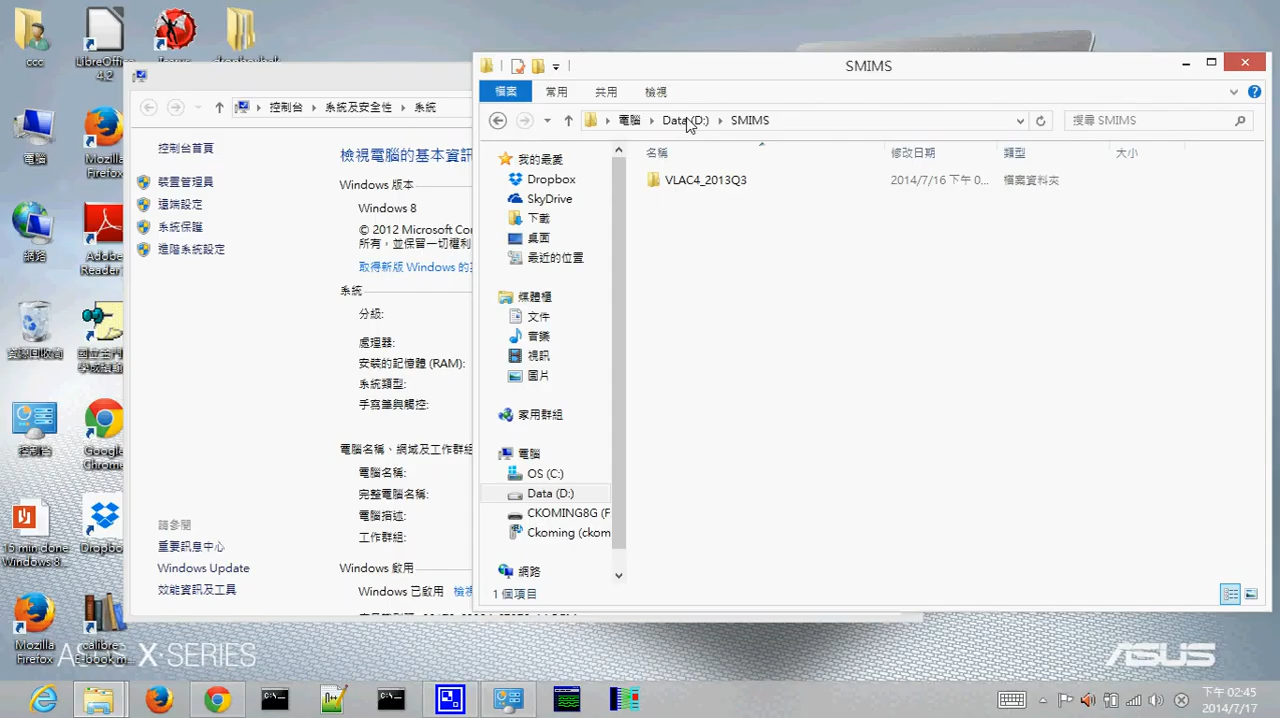 ccc
LibreOffice
4.2
電腦
Mozilla
Firefox
網路
Adobe
Reader
資源回收筒
控制台
Google
Chrome
15 min done
Windows 8...
Dropbox
Mozilla
Firefox
calibre -
E-book m...
控制台 系統及安全性 系統
控制台首頁
裝置管理員
遠端設定
系統保護
進階系統設定
請參閱
重要訊息中心
Windows Update
效能資訊及工具
檢視電腦的基本資訊
Windows 版本
Windows 8
© 2012 Microsoft Co
所有，並保留一切權利
取得新版 Windows 的
系統
分級:
處理器:
安裝的記憶體 (RAM):
系統類型:
手寫筆與觸控:
電腦名稱、網域及工作群組
電腦名稱:
完整電腦名稱:
電腦描述:
工作群組:
Windows 啟用
Windows 已啟用 檢視
SMIMS
檔案 常用 共用 檢視
電腦 Data (D:) SMIMS
搜尋 SMIMS
我的最愛
Dropbox
SkyDrive
下載
桌面
最近的位置
媒體櫃
文件
音樂
視訊
圖片
家用群組
電腦
OS (C:)
Data (D:)
CKOMING8G (F
Ckoming (ckom
網路
名稱 修改日期 類型 大小
VLAC4_2013Q3 2014/7/16 下午 0... 檔案資料夾
1 個項目
ASUS X-SERIES
ASUS
下午 02:45
2014/7/17